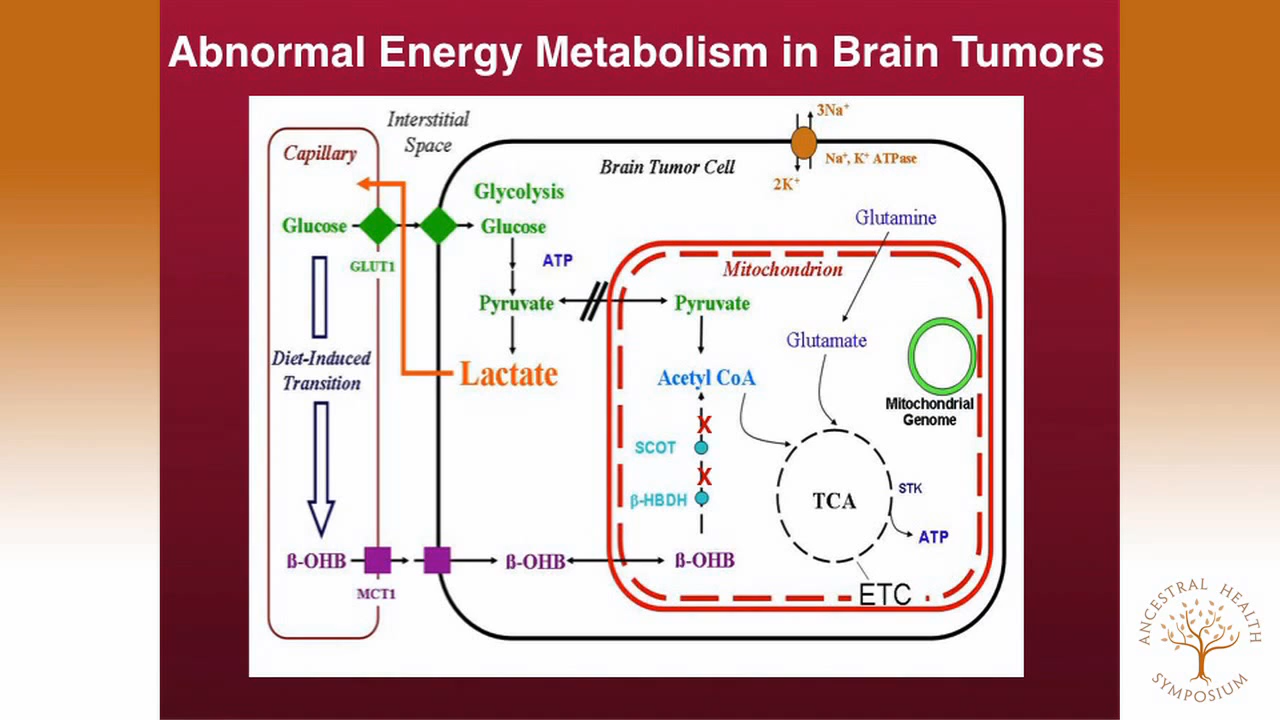 Abnormal Energy Metabolism in Brain Tumors
Interstitial
Space
Capillary
Brain Tumor Cell
3Na⁺
Na⁺, K⁺ ATPase
2K⁺
Glycolysis
Glutamine
Glucose
Glucose
GLUT1
ATP
Mitochondrion
Pyruvate
Pyruvate
Glutamate
Diet-Induced
Transition
Lactate
Acetyl CoA
Mitochondrial
Genome
X
SCOT
X
β-HBDH
TCA
STK
ATP
ß-OHB
ß-OHB
ß-OHB
MCT1
ETC
ANCESTRAL HEALTH
SYMPOSIUM